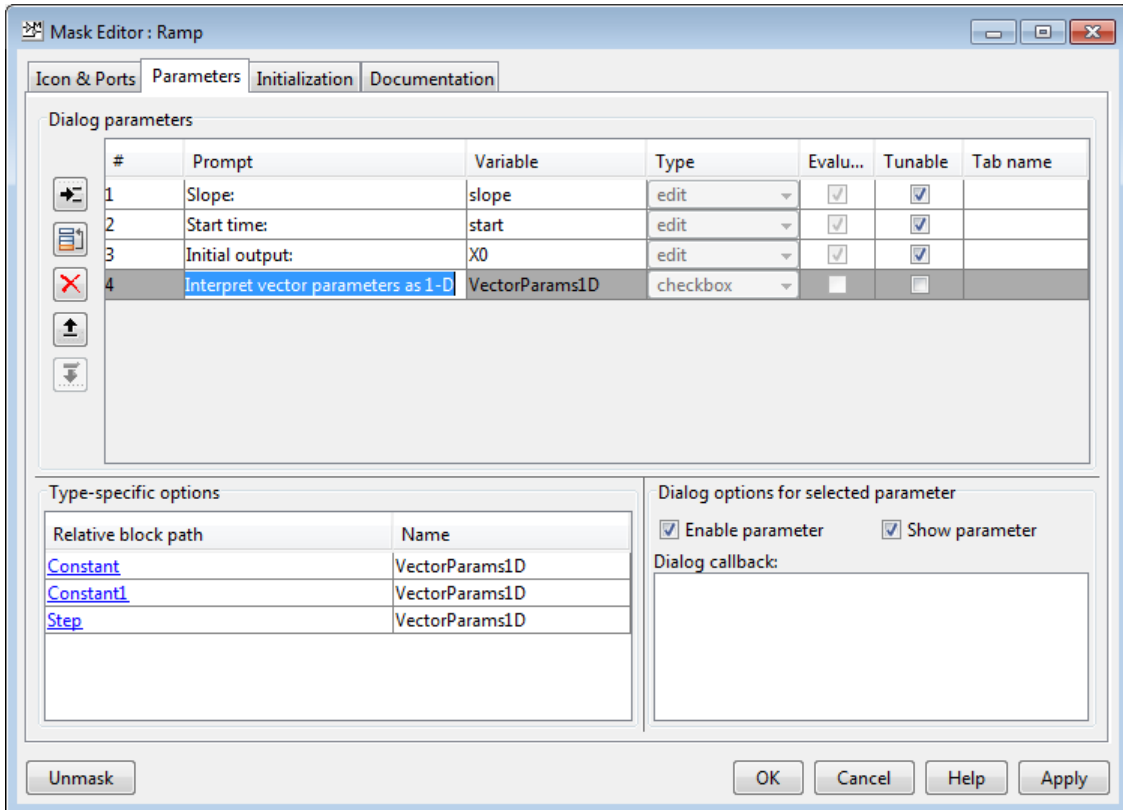 Mask Editor : Ramp
Icon & Ports Parameters Initialization Documentation
Dialog parameters
# Prompt Variable Type Evalu... Tunable Tab name
1 Slope: slope edit
2 Start time: start edit
3 Initial output: X0 edit
4 Interpret vector parameters as 1-D VectorParams1D checkbox
Type-specific options
Relative block path Name
Constant VectorParams1D
Constant1 VectorParams1D
Step VectorParams1D
Dialog options for selected parameter
Enable parameter Show parameter
Dialog callback:
Unmask OK Cancel Help Apply